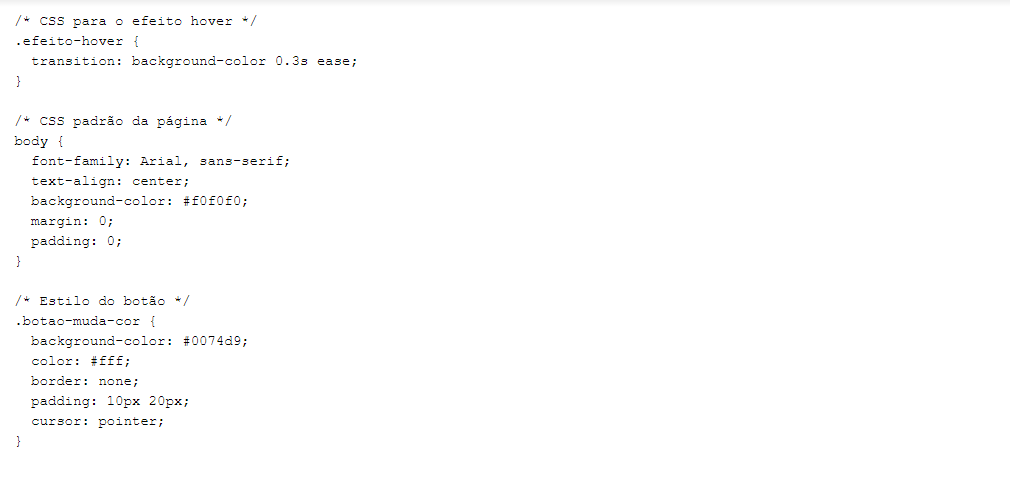 /* CSS para o efeito hover */
.efeito-hover {
  transition: background-color 0.3s ease;
}

/* CSS padrão da página */
body {
  font-family: Arial, sans-serif;
  text-align: center;
  background-color: #f0f0f0;
  margin: 0;
  padding: 0;
}

/* Estilo do botão */
.botao-muda-cor {
  background-color: #0074d9;
  color: #fff;
  border: none;
  padding: 10px 20px;
  cursor: pointer;
}